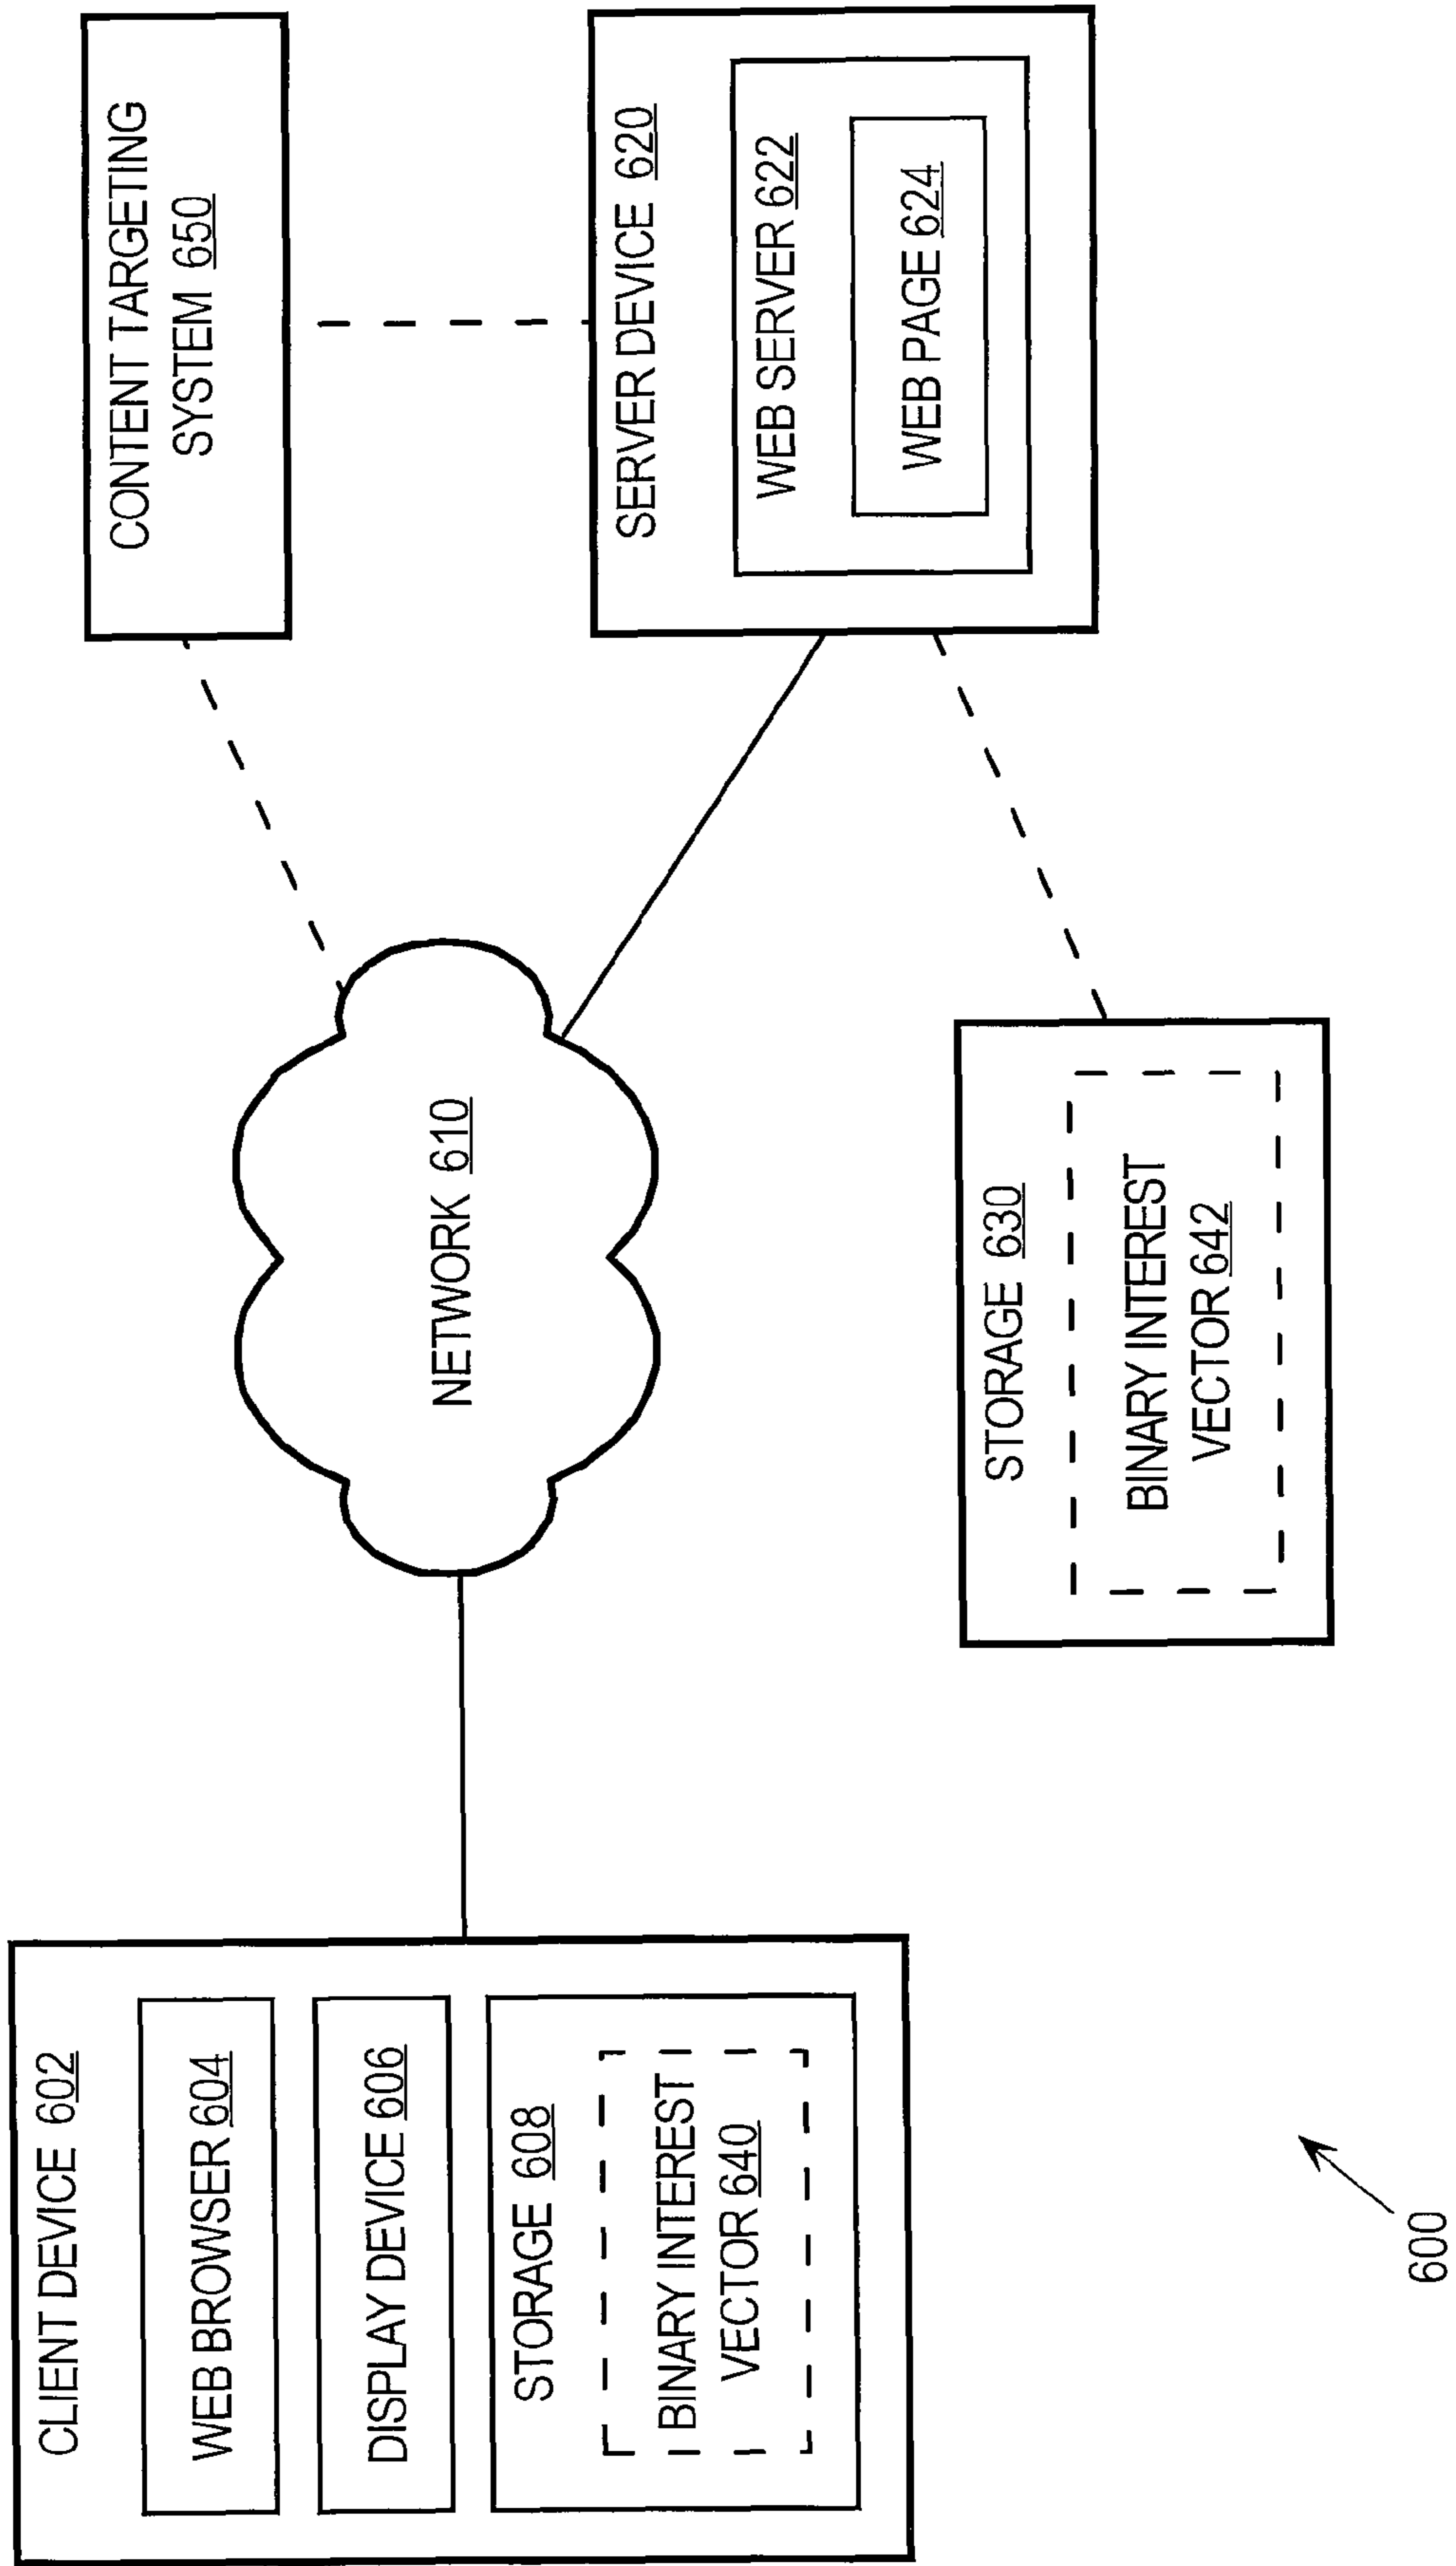 CLIENT DEVICE 602
WEB BROWSER 604
DISPLAY DEVICE 606
STORAGE 608
BINARY INTEREST
VECTOR 640
NETWORK 610
STORAGE 630
BINARY INTEREST
VECTOR 642
CONTENT TARGETING
SYSTEM 650
SERVER DEVICE 620
WEB SERVER 622
WEB PAGE 624
600